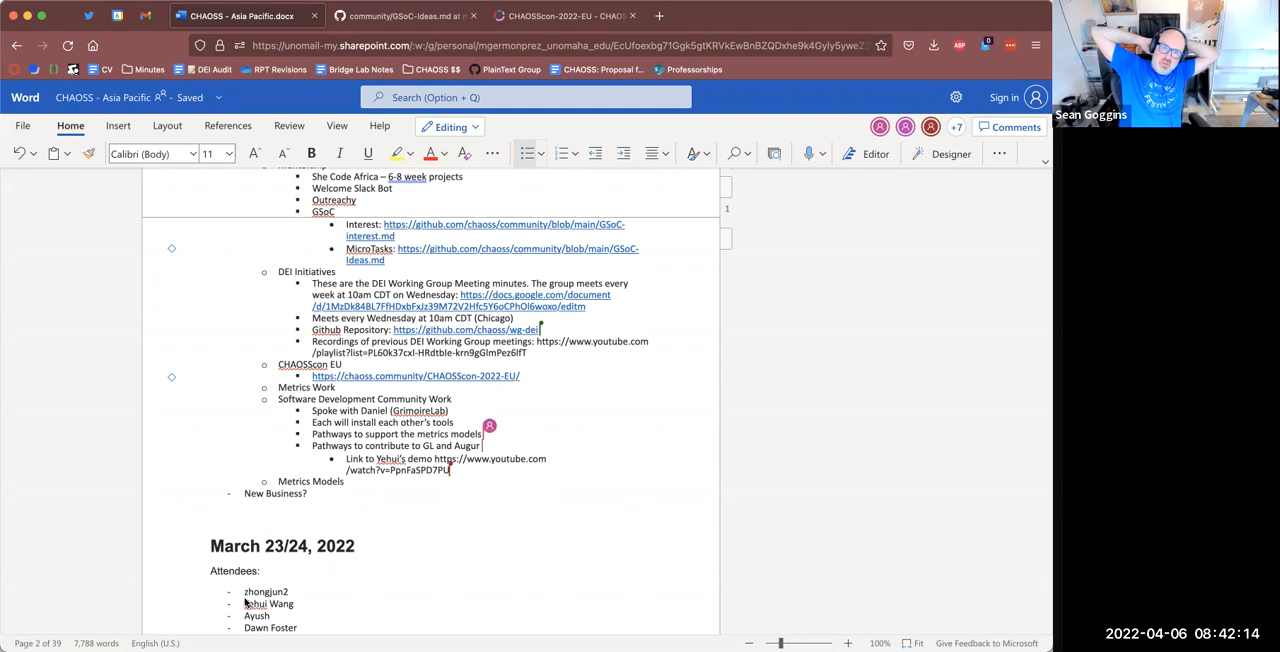 CHAOSS - Asia Pacific.docx
community/GSoC-Ideas.md at m
CHAOSScon-2022-EU - CHAOS
https://unomail-my.sharepoint.com/:w:/g/personal/mgermonprez_unomaha_edu/
CV
Minutes
DEI Audit
RPT Revisions
Bridge Lab Notes
CHAOSS $$
PlainText Group
CHAOSS: Proposal f...
Professorships
Sean Goggins
Word
CHAOSS - Asia Pacific
- Saved
Search (Option + Q)
Sign in
File
Home
Insert
Layout
References
Review
View
Help
Editing
+7
Comments
Calibri (Body)
11
Editor
Designer
She Code Africa – 6-8 week projects
Welcome Slack Bot
Outreachy
GSoC
1
Interest: https://github.com/chaoss/community/blob/main/GSoC-
interest.md
MicroTasks: https://github.com/chaoss/community/blob/main/GSoC-
Ideas.md
DEI Initiatives
These are the DEI Working Group Meeting minutes. The group meets every
week at 10am CDT on Wednesday: https://docs.google.com/document
/d/1MzDk84BL7FfHDxbFxJz39M72V2Hfc5Y6oCPhOl6woxo/editm
Meets every Wednesday at 10am CDT (Chicago)
Github Repository: https://github.com/chaoss/wg-dei
Recordings of previous DEI Working Group meetings: https://www.youtube.com
/playlist?list=PL60k37cxI-HRdtbIe-krn9gGlmPez6lfT
CHAOSScon EU
https://chaoss.community/CHAOSScon-2022-EU/
Metrics Work
Software Development Community Work
Spoke with Daniel (GrimoireLab)
Each will install each other's tools
Pathways to support the metrics models
Pathways to contribute to GL and Augur
Link to Yehui's demo https://www.youtube.com
/watch?v=PpnFaSPD7PU
Metrics Models
- New Business?
March 23/24, 2022
Attendees:
- zhongjun2
- Yehui Wang
- Ayush
- Dawn Foster
Page 2 of 39
7,788 words
English (U.S.)
100%
Fit
Give Feedback to Microsoft
2022-04-06 08:42:14